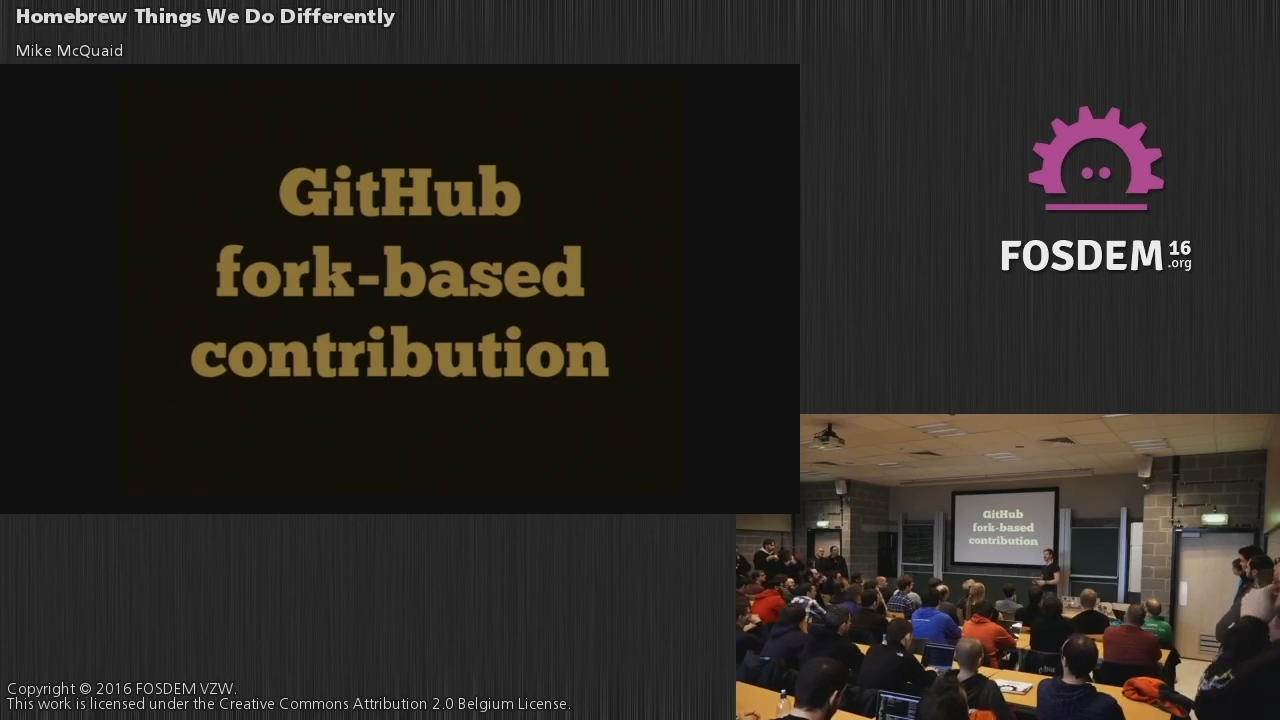 Homebrew Things We Do Differently
Mike McQuaid
GitHub
fork-based
contribution
FOSDEM 16
.org
GitHub
fork-based
contribution
Copyright © 2016 FOSDEM VZW.
This work is licensed under the Creative Commons Attribution 2.0 Belgium License.